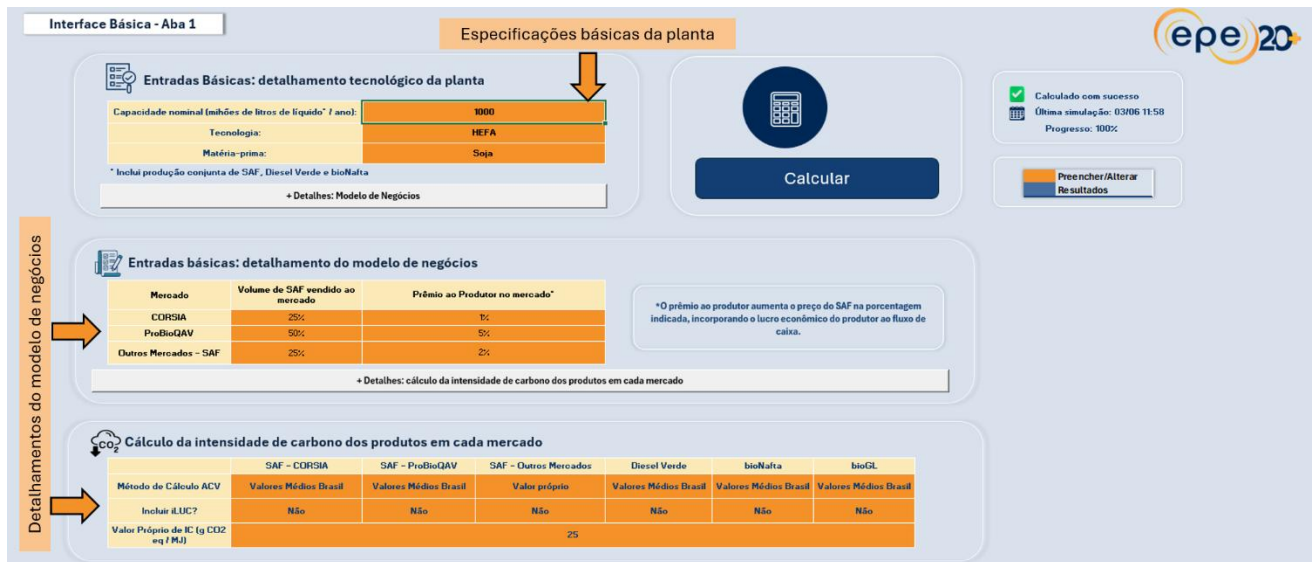 Interface Básica - Aba 1
Especificações básicas da planta
epe 20+
Entradas Básicas: detalhamento tecnológico da planta
Capacidade nominal (mihões de litros de líquido* / ano): 1000
Tecnologia: HEFA
Matéria-prima: Soja
* Inclui produção conjunta de SAF, Diesel Verde e bioNafta
+ Detalhes: Modelo de Negócios
Calcular
Calculado com sucesso
Última simulação: 03/06 11:58
Progresso: 100%
Preencher/Alterar
Resultados
Detalhamentos do modelo de negócios
Entradas básicas: detalhamento do modelo de negócios
Mercado Volume de SAF vendido ao mercado Prêmio ao Produtor no mercado*
CORSIA 25% 1%
ProBioQAV 50% 5%
Outros Mercados - SAF 25% 2%
*O prêmio ao produtor aumenta o preço do SAF na porcentagem
indicada, incorporando o lucro econômico do produtor ao fluxo de
caixa.
+ Detalhes: cálculo da intensidade de carbono dos produtos em cada mercado
CO2 Cálculo da intensidade de carbono dos produtos em cada mercado
SAF - CORSIA SAF - ProBioQAV SAF - Outros Mercados Diesel Verde bioNafta bioGL
Método de Cálculo ACV Valores Médios Brasil Valores Médios Brasil Valor próprio Valores Médios Brasil Valores Médios Brasil Valores Médios Brasil
Incluir iLUC? Não Não Não Não Não Não
Valor Próprio de IC (g CO2
eq / MJ) 25